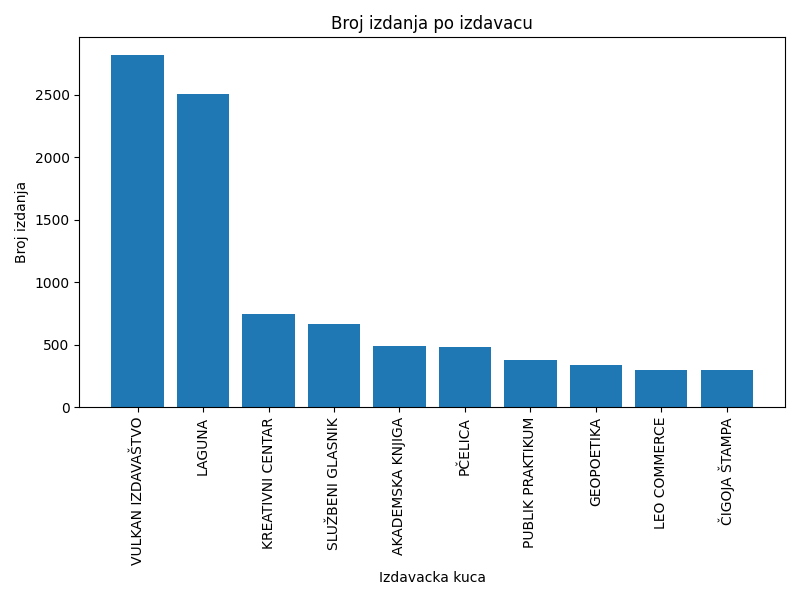 Broj izdanja po izdavacu
Broj izdanja
2500
2000
1500
1000
500
0
VULKAN IZDAVAŠTVO
LAGUNA
KREATIVNI CENTAR
SLUŽBENI GLASNIK
AKADEMSKA KNJIGA
PČELICA
PUBLIK PRAKTIKUM
GEOPOETIKA
LEO COMMERCE
ČIGOJA ŠTAMPA
Izdavacka kuca